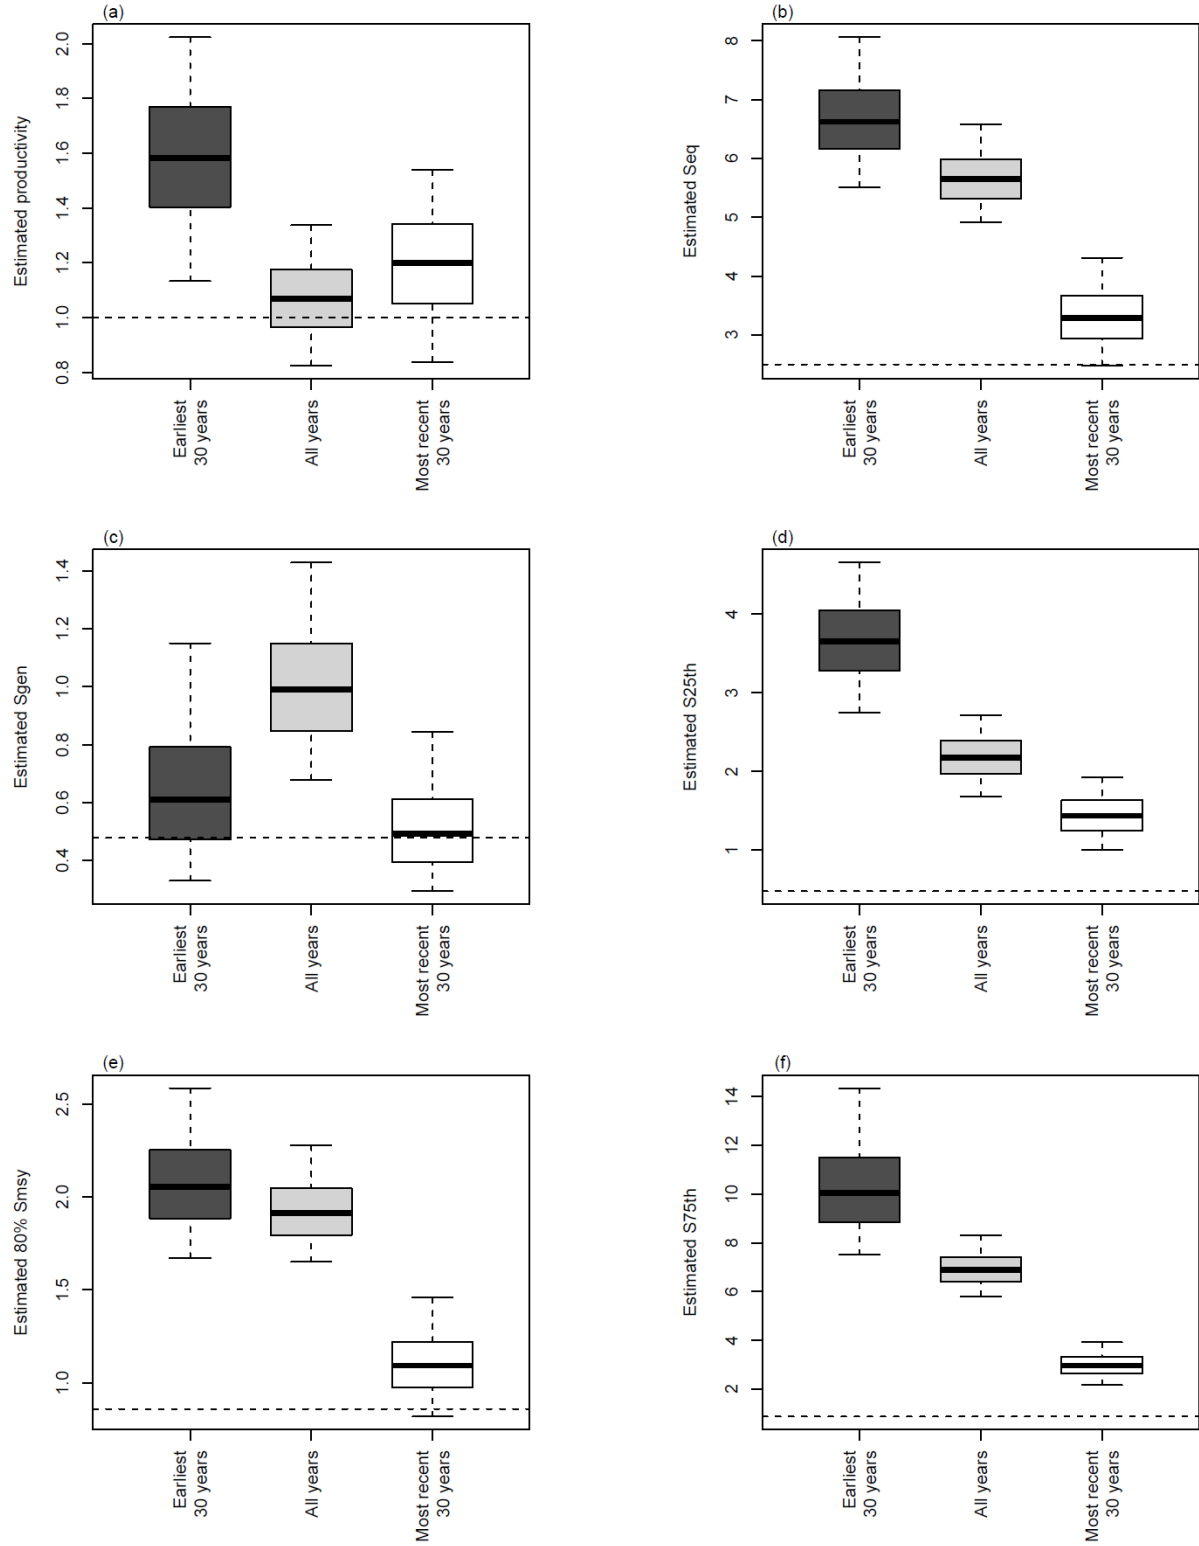 (a)
Estimated productivity
2.0
1.8
1.6
1.4
1.2
1.0
0.8
Earliest
30 years
All years
Most recent
30 years
(b)
Estimated Seq
8
7
6
5
4
3
Earliest
30 years
All years
Most recent
30 years
(c)
Estimated Sgen
1.4
1.2
1.0
0.8
0.6
0.4
Earliest
30 years
All years
Most recent
30 years
(d)
Estimated S25th
4
3
2
1
Earliest
30 years
All years
Most recent
30 years
(e)
Estimated 80% Smsy
2.5
2.0
1.5
1.0
Earliest
30 years
All years
Most recent
30 years
(f)
Estimated S75th
14
12
10
8
6
4
2
Earliest
30 years
All years
Most recent
30 years